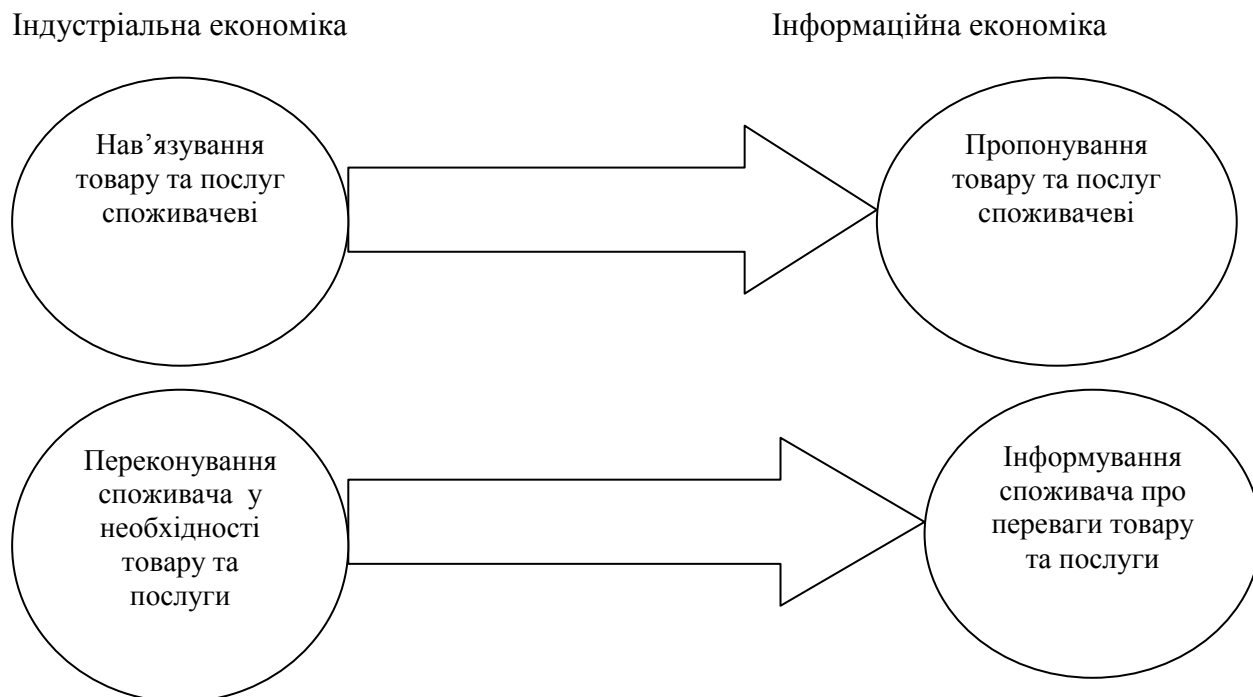 Індустріальна економіка
Інформаційна економіка
Нав’язування
товару та послуг
споживачеві
Пропонування
товару та послуг
споживачеві
Переконування
споживача у
необхідності
товару та
послуги
Інформування
споживача про
переваги товару
та послуги